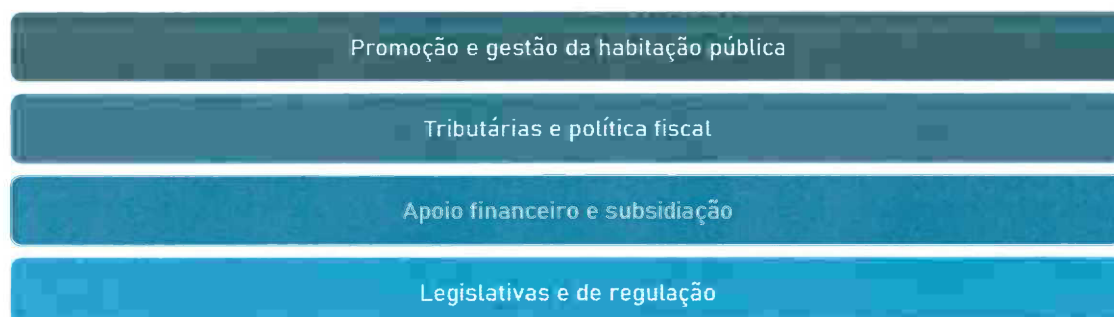 Promoção e gestão da habitação pública
Tributárias e política fiscal
Apoio financeiro e subsidiação
Legislativas e de regulação